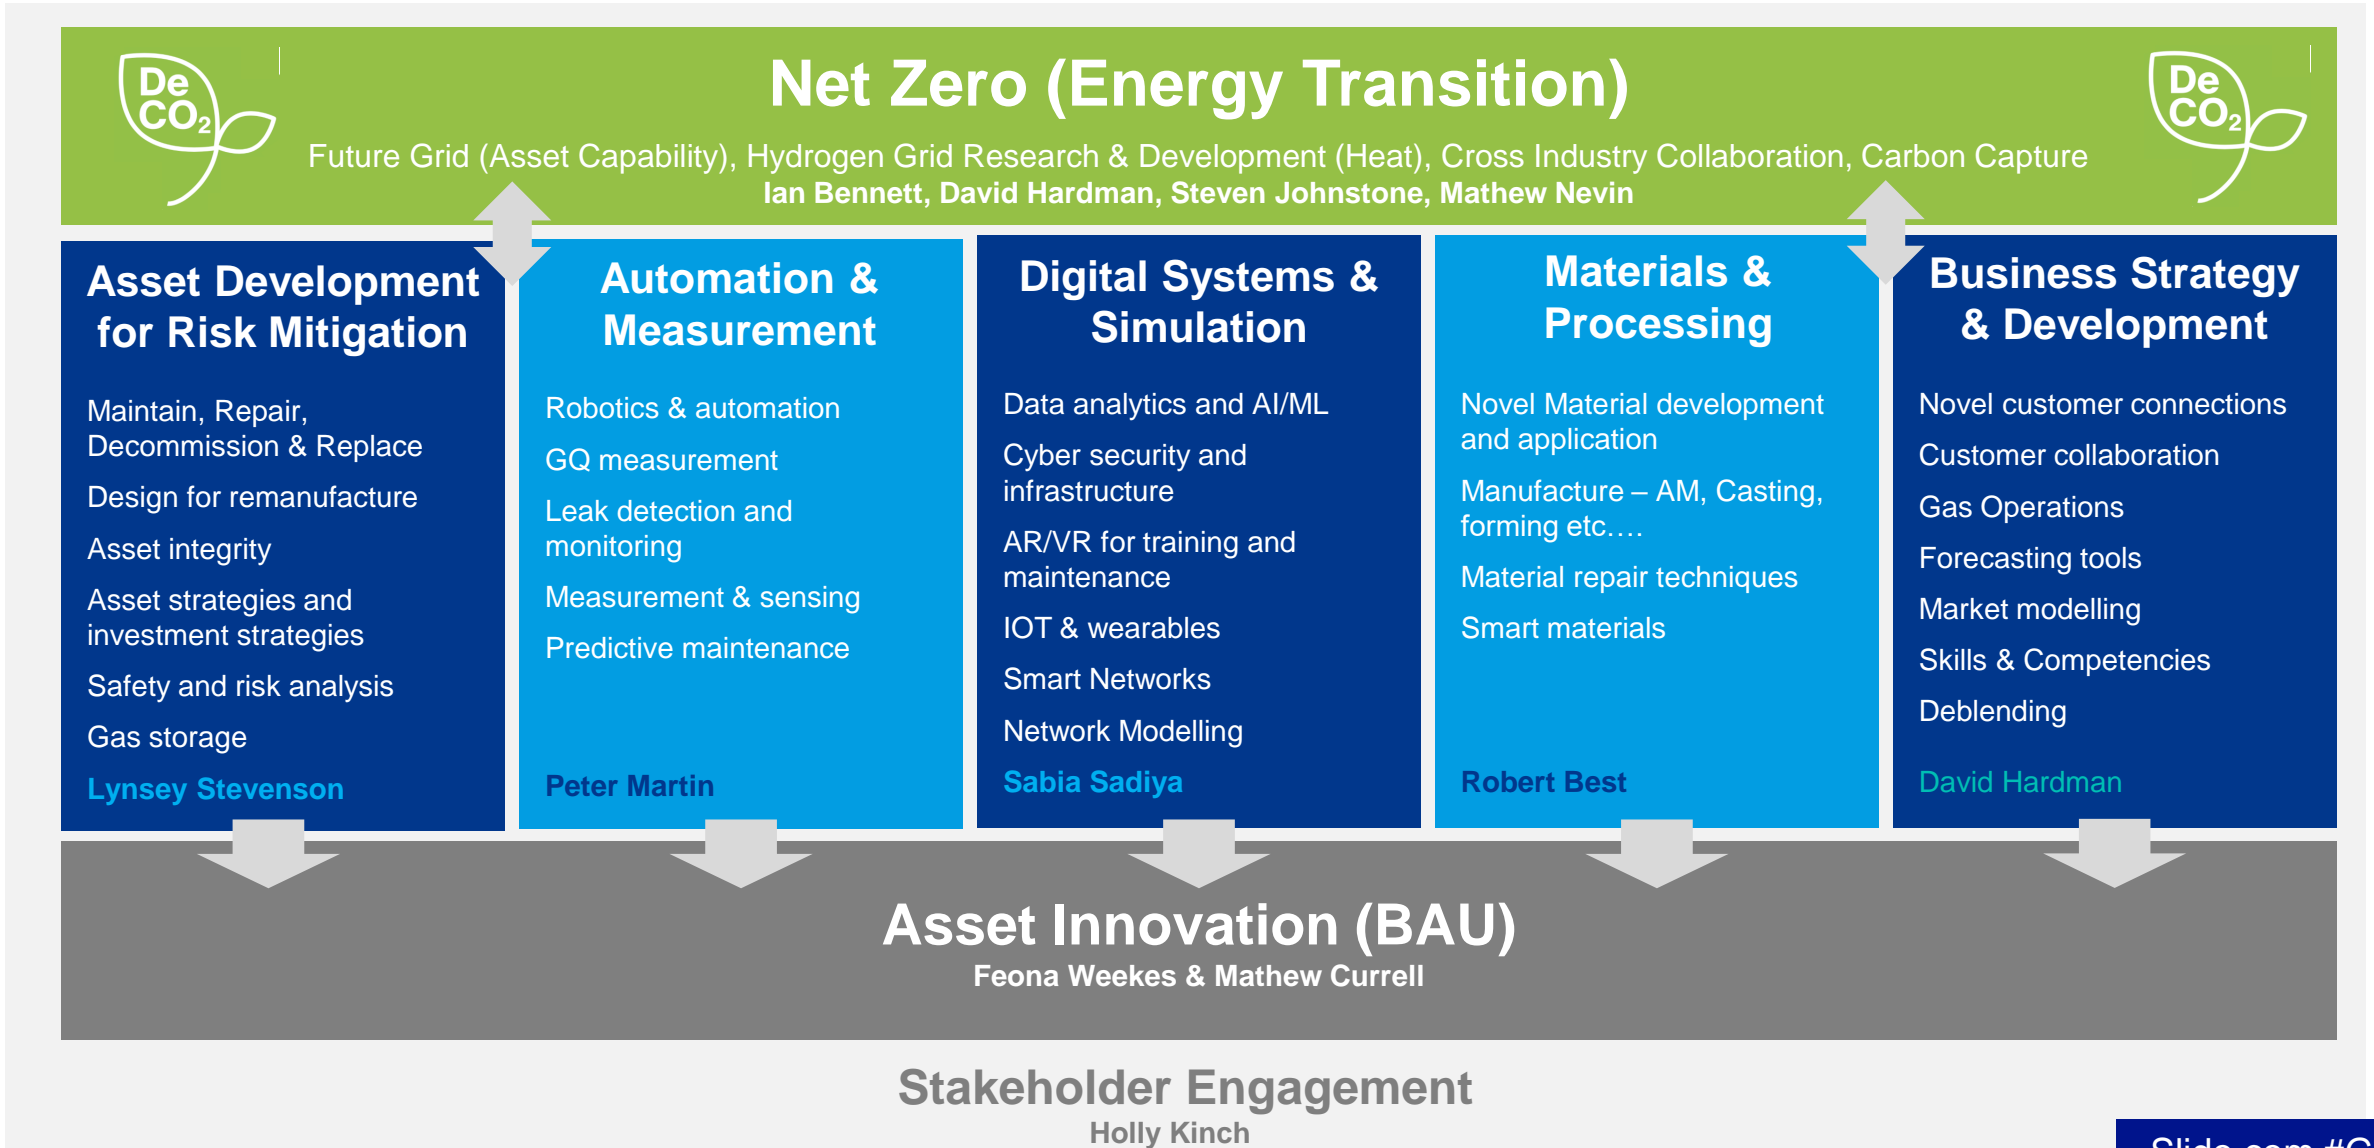 De
CO₂
Net Zero (Energy Transition)
De
CO₂
Future Grid (Asset Capability), Hydrogen Grid Research & Development (Heat), Cross Industry Collaboration, Carbon Capture
Ian Bennett, David Hardman, Steven Johnstone, Mathew Nevin
Asset Development
for Risk Mitigation
Maintain, Repair,
Decommission & Replace
Design for remanufacture
Asset integrity
Asset strategies and
investment strategies
Safety and risk analysis
Gas storage
Lynsey Stevenson
Automation &
Measurement
Robotics & automation
GQ measurement
Leak detection and
monitoring
Measurement & sensing
Predictive maintenance
Peter Martin
Digital Systems &
Simulation
Data analytics and AI/ML
Cyber security and
infrastructure
AR/VR for training and
maintenance
IOT & wearables
Smart Networks
Network Modelling
Sabia Sadiya
Materials &
Processing
Novel Material development
and application
Manufacture – AM, Casting,
forming etc….
Material repair techniques
Smart materials
Robert Best
Business Strategy
& Development
Novel customer connections
Customer collaboration
Gas Operations
Forecasting tools
Market modelling
Skills & Competencies
Deblending
David Hardman
Asset Innovation (BAU)
Feona Weekes & Mathew Currell
Stakeholder Engagement
Holly Kinch